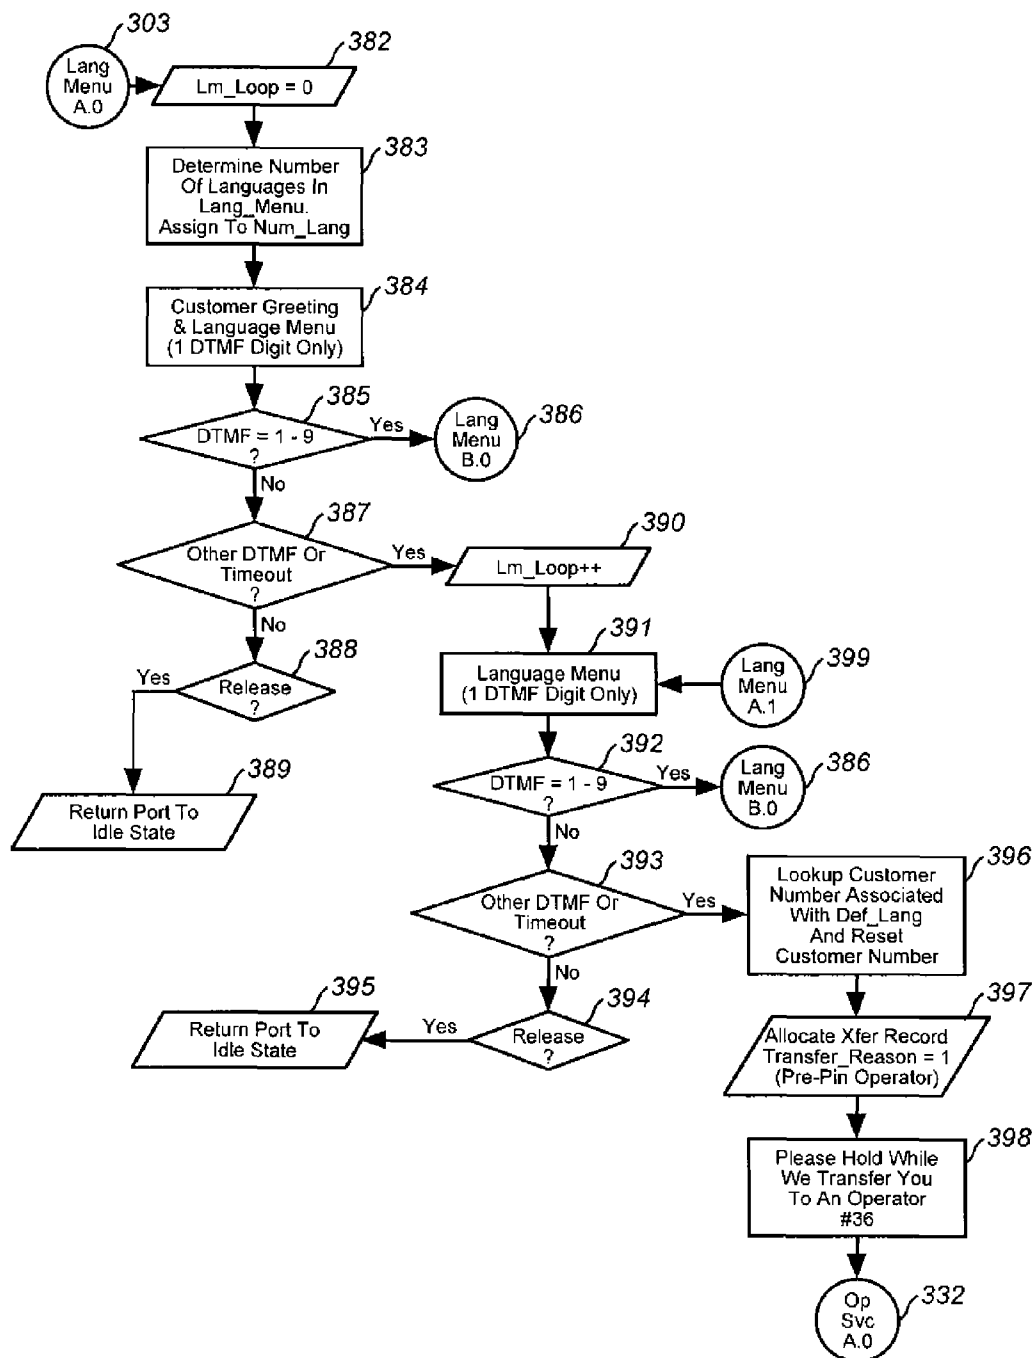 303
Lang
Menu
A.0
382
Lm_Loop = 0
383
Determine Number
Of Languages In
Lang_Menu.
Assign To Num_Lang
384
Customer Greeting
& Language Menu
(1 DTMF Digit Only)
385
DTMF = 1 - 9
?
Yes
386
Lang
Menu
B.0
No
387
Other DTMF Or
Timeout
?
Yes
390
Lm_Loop++
No
388
Release
?
Yes
389
Return Port To
Idle State
391
Language Menu
(1 DTMF Digit Only)
399
Lang
Menu
A.1
392
DTMF = 1 - 9
?
Yes
386
Lang
Menu
B.0
No
393
Other DTMF Or
Timeout
?
Yes
396
Lookup Customer
Number Associated
With Def_Lang
And Reset
Customer Number
No
394
Release
?
Yes
395
Return Port To
Idle State
397
Allocate Xfer Record
Transfer_Reason = 1
(Pre-Pin Operator)
398
Please Hold While
We Transfer You
To An Operator
#36
332
Op
Svc
A.0